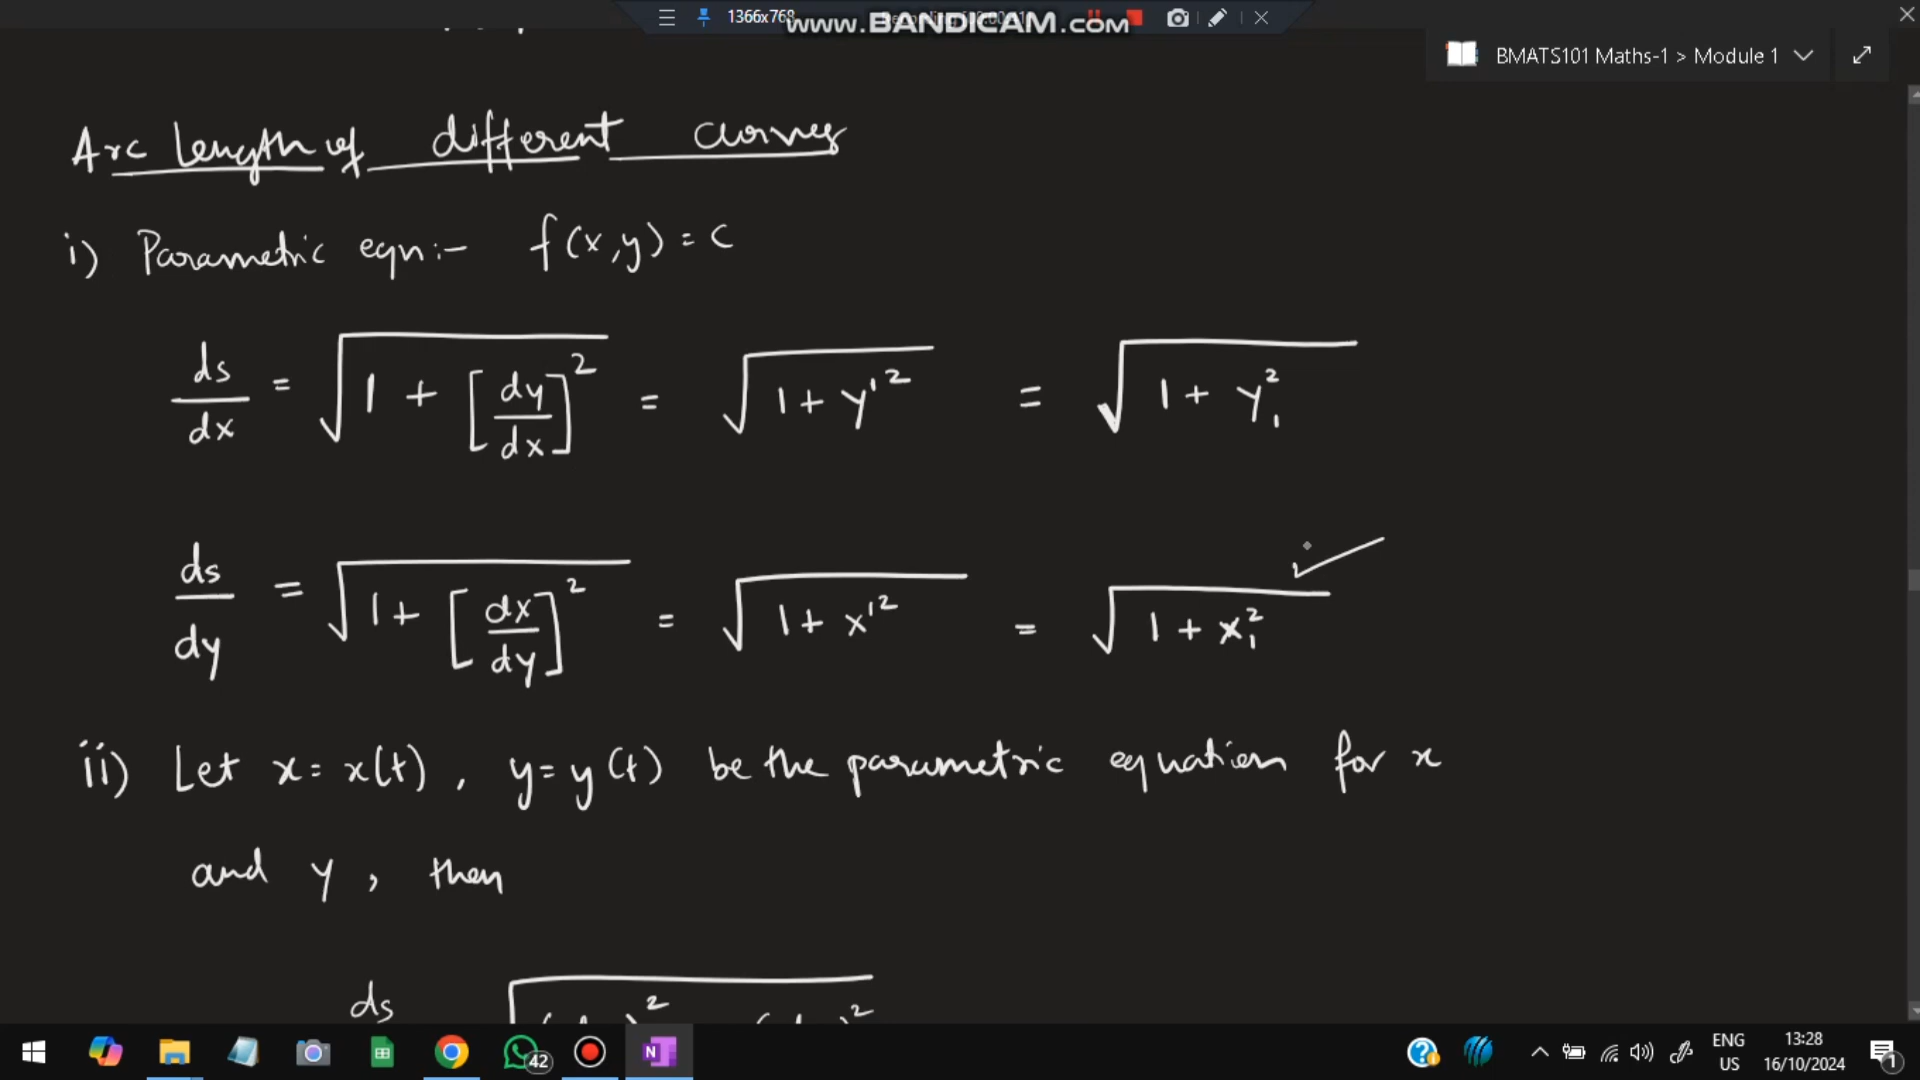 1366x768
www.BANDICAM.com
BMATS101 Maths-1 > Module 1
Arc length of different curves
i) Parametric eqn:- f(x,y) = c
ds/dx = √(1 + [dy/dx]²) = √(1 + y'²) = √(1 + y₁²)
ds/dy = √(1 + [dx/dy]²) = √(1 + x'²) = √(1 + x₁²)
ii) Let x = x(t), y = y(t) be the parametric equation for x
and y, then
ds
42
N
ENG
US
13:28
16/10/2024
1